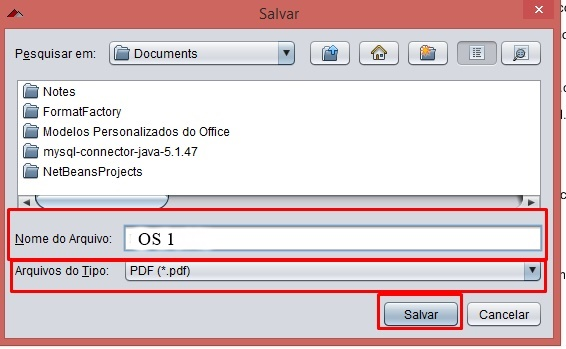 Salvar
Pesquisar em: Documents
Notes
FormatFactory
Modelos Personalizados do Office
mysql-connector-java-5.1.47
NetBeansProjects
Nome do Arquivo: OS 1
Arquivos do Tipo: PDF (*.pdf)
Salvar Cancelar